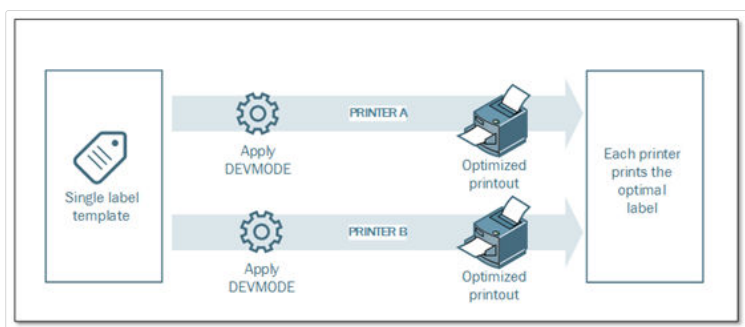 Single label
template
Apply
DEVMODE
PRINTER A
Optimized
printout
Apply
DEVMODE
PRINTER B
Optimized
printout
Each printer
prints the
optimal
label